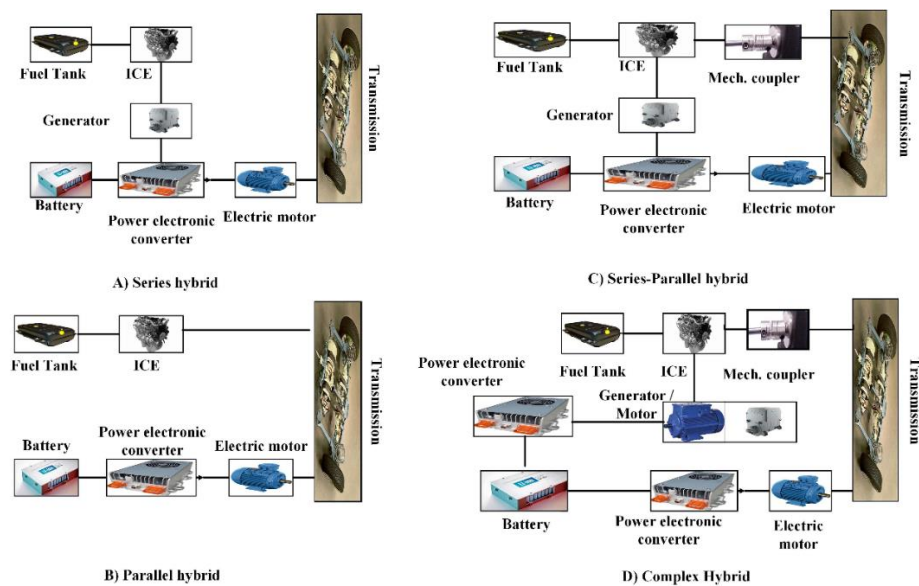 Fuel Tank
ICE
Generator
Battery
Power electronic
converter
Electric motor
Transmission
A) Series hybrid
Fuel Tank
ICE
Mech. coupler
Generator
Battery
Power electronic
converter
Electric motor
Transmission
C) Series-Parallel hybrid
Fuel Tank
ICE
Battery
Power electronic
converter
Electric motor
Transmission
B) Parallel hybrid
Fuel Tank
ICE
Mech. coupler
Power electronic
converter
Generator /
Motor
Battery
Power electronic
converter
Electric
motor
Transmission
D) Complex Hybrid